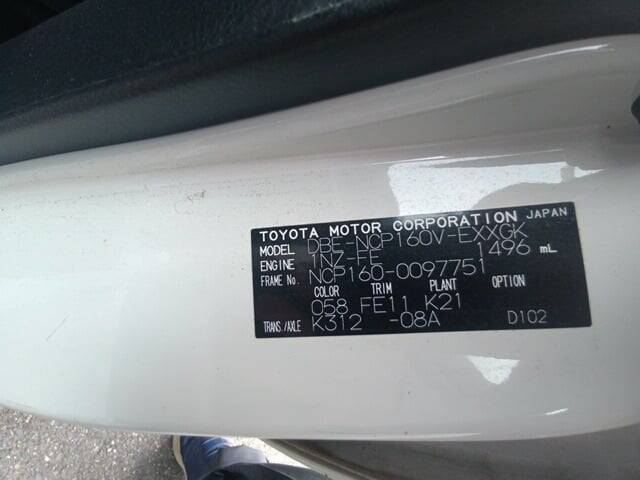 TOYOTA MOTOR CORPORATION JAPAN
MODEL DBE-NCP160V-EXXGK
ENGINE 1NZ-FE 1496 mL
FRAME No. NCP160-0097751
COLOR TRIM PLANT OPTION
058 FE11 K21
TRANS./AXLE K312 -08A D102